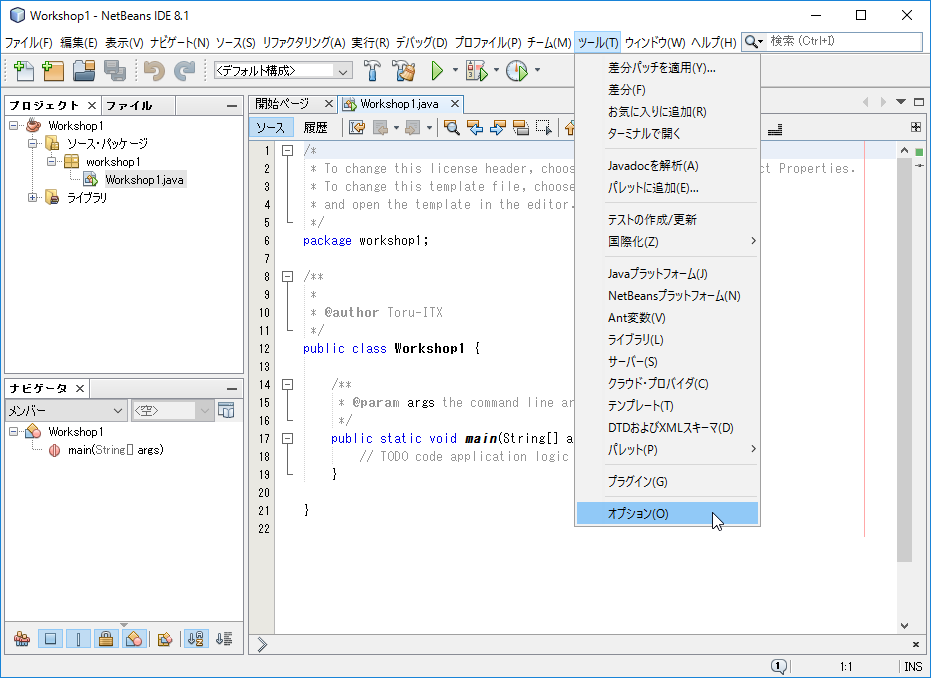 Workshop1 - NetBeans IDE 8.1
ファイル(F) 編集(E) 表示(V) ナビゲート(N) ソース(S) リファクタリング(A) 実行(R) デバッグ(D) プロファイル(P) チーム(M) ツール(T) ウィンドウ(W) ヘルプ(H) 検索 (Ctrl+I)
<デフォルト構成>
プロジェクト × ファイル
Workshop1
ソース・パッケージ
workshop1
Workshop1.java
ライブラリ
ナビゲータ ×
メンバー <空>
Workshop1
main(String[] args)
開始ページ × Workshop1.java ×
ソース 履歴
1 /*
2 * To change this license header, choos ct Properties.
3 * To change this template file, choose
4 * and open the template in the editor.
5 */
6 package workshop1;
7
8 /**
9 *
10 * @author Toru-ITX
11 */
12 public class Workshop1 {
13
14 /**
15 * @param args the command line ar
16 */
17 public static void main(String[] a
18 // TODO code application logic
19 }
20
21 }
22
差分パッチを適用(Y)...
差分(F)
お気に入りに追加(R)
ターミナルで開く
Javadocを解析(A)
パレットに追加(E)...
テストの作成/更新
国際化(Z)
Javaプラットフォーム(J)
NetBeansプラットフォーム(N)
Ant変数(V)
ライブラリ(L)
サーバー(S)
クラウド・プロバイダ(C)
テンプレート(T)
DTDおよびXMLスキーマ(D)
パレット(P)
プラグイン(G)
オプション(O)
1 1:1 INS